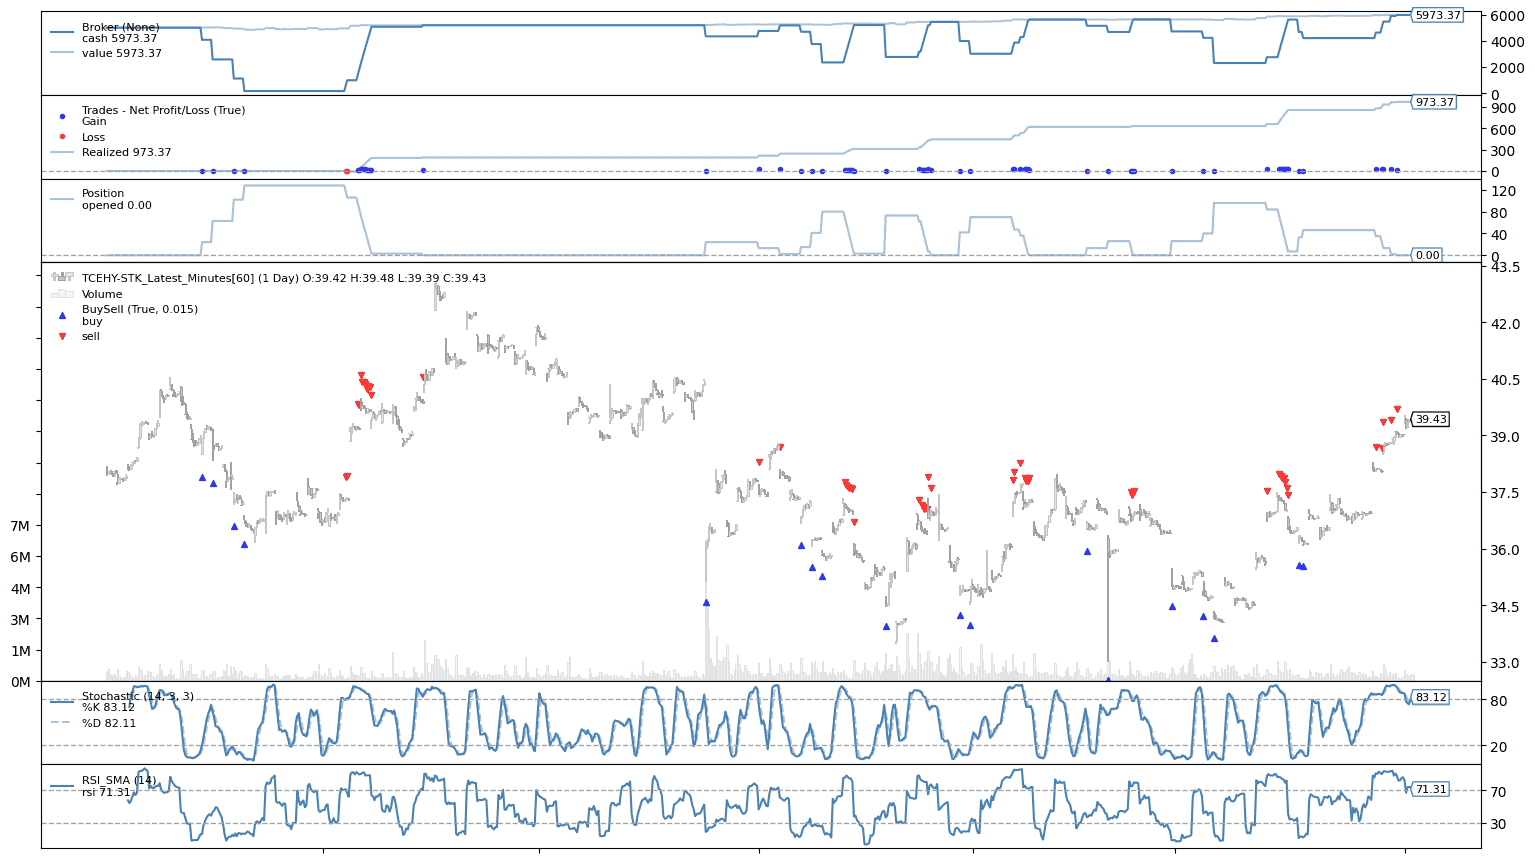 Broker (None)
cash 5973.37
value 5973.37
5973.37
6000
4000
2000
0
Trades - Net Profit/Loss (True)
Gain
Loss
Realized 973.37
973.37
900
600
300
0
Position
opened 0.00
120
80
40
0
0.00
TCEHY-STK_Latest_Minutes[60] (1 Day) O:39.42 H:39.48 L:39.39 C:39.43
Volume
BuySell (True, 0.015)
buy
sell
43.5
42.0
40.5
39.43
39.0
37.5
36.0
34.5
33.0
7M
6M
4M
3M
1M
0M
Stochastic (14, 3, 3)
%K 83.12
%D 82.11
83.12
80
20
RSI_SMA (14)
rsi 71.31
71.31
70
30